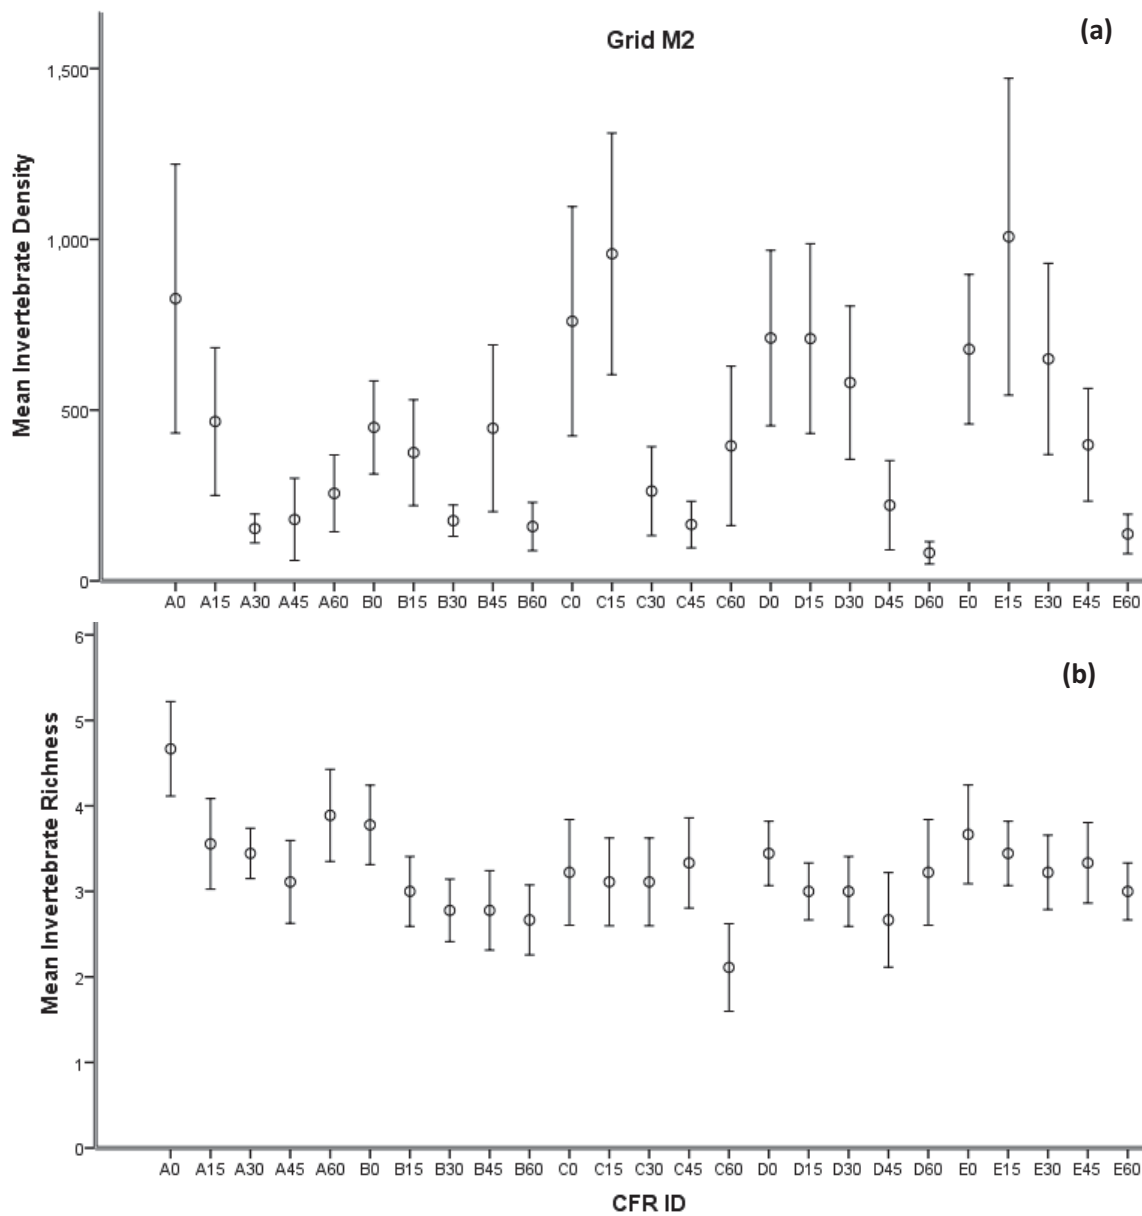 Grid M2
(a)
Mean Invertebrate Density
1,500
1,000
500
0
A0 A15 A30 A45 A60 B0 B15 B30 B45 B60 C0 C15 C30 C45 C60 D0 D15 D30 D45 D60 E0 E15 E30 E45 E60
(b)
Mean Invertebrate Richness
6
5
4
3
2
1
0
A0 A15 A30 A45 A60 B0 B15 B30 B45 B60 C0 C15 C30 C45 C60 D0 D15 D30 D45 D60 E0 E15 E30 E45 E60
CFR ID